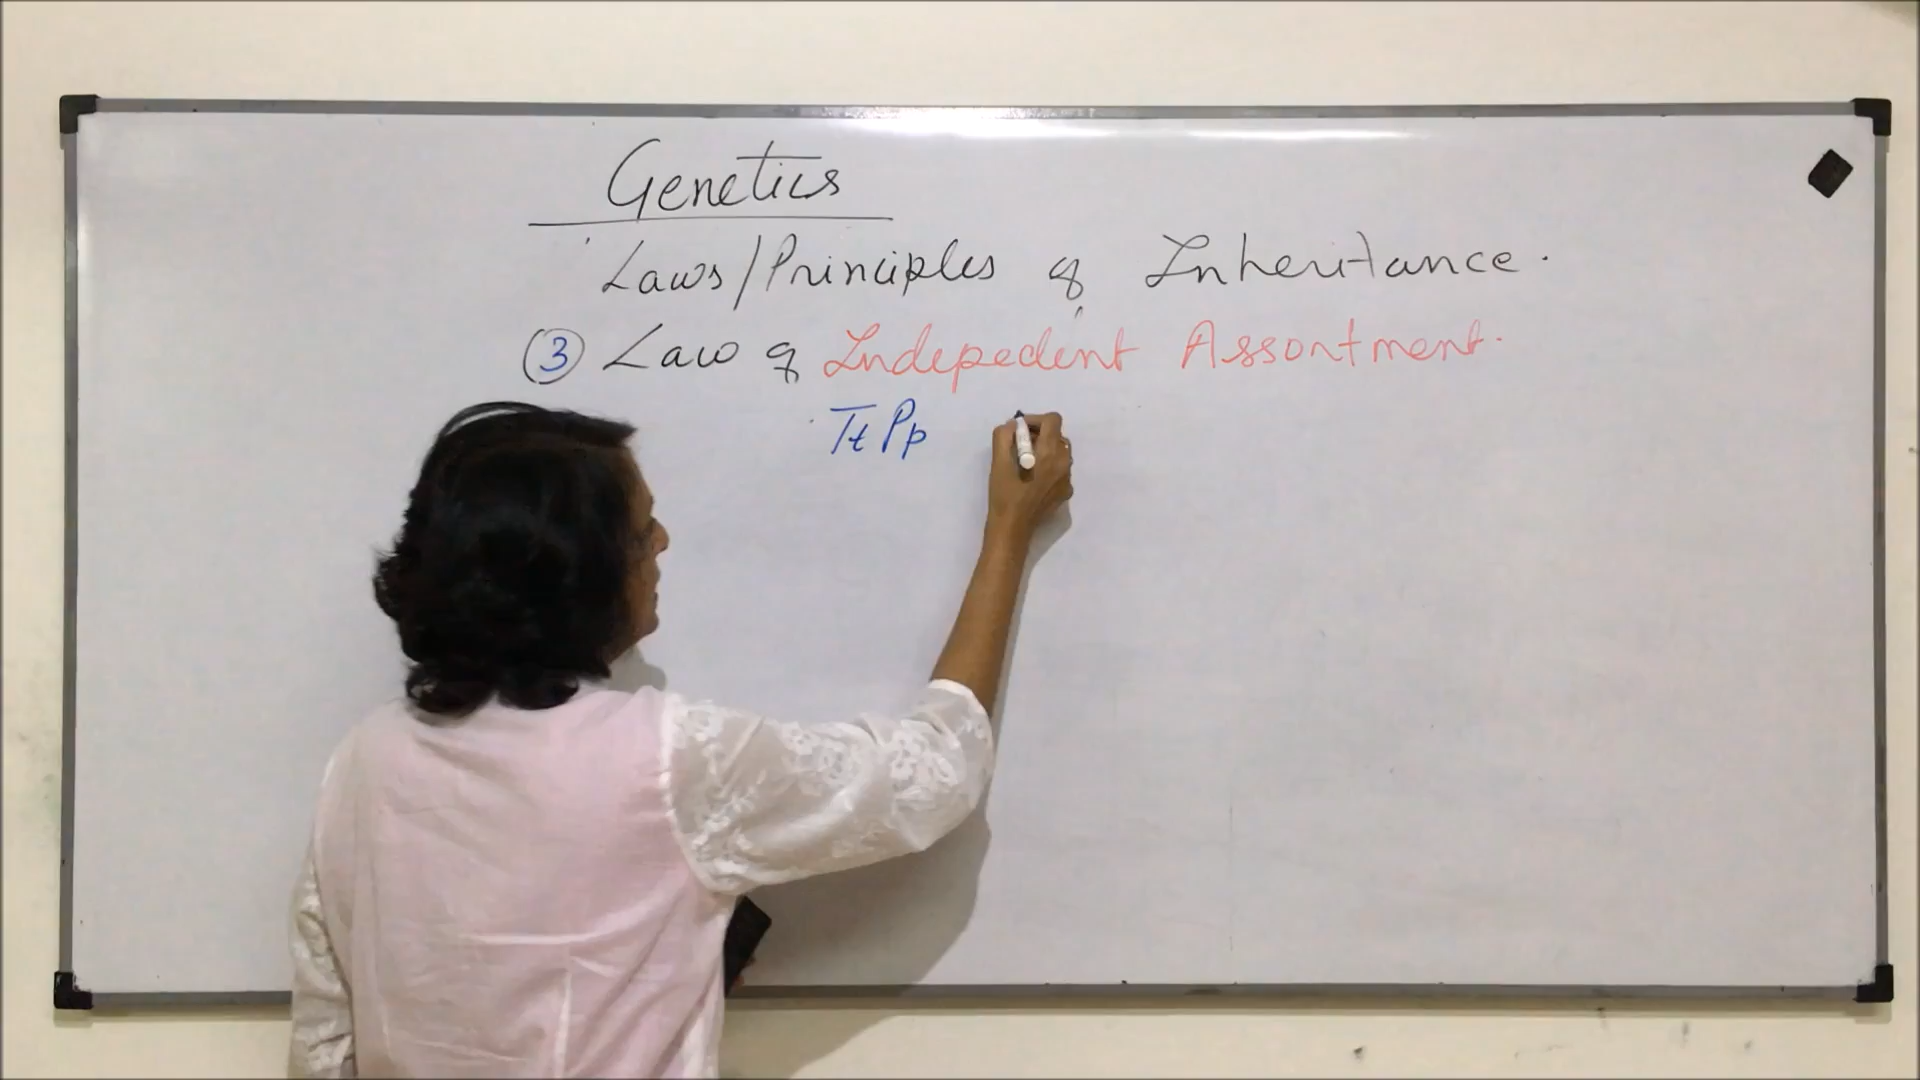 Genetics
Laws/Principles of Inheritance.
3 Law of Indepedent Assortment.
TtPp